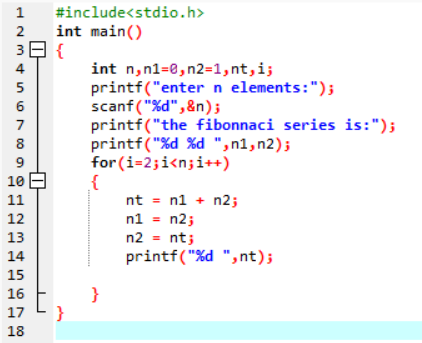 1 #include<stdio.h>
2 int main()
3 {
4 int n,n1=0,n2=1,nt,i;
5 printf("enter n elements:");
6 scanf("%d",&n);
7 printf("the fibonnaci series is:");
8 printf("%d %d ",n1,n2);
9 for(i=2;i<n;i++)
10 {
11 nt = n1 + n2;
12 n1 = n2;
13 n2 = nt;
14 printf("%d ",nt);
15
16 }
17 }
18